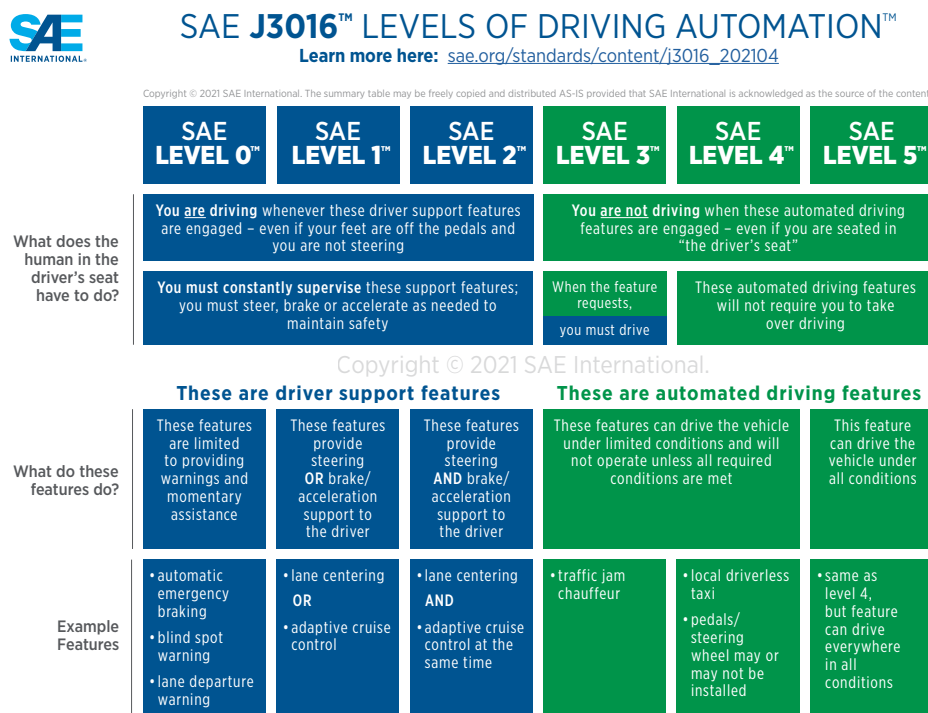 SAE
INTERNATIONAL®
SAE J3016™ LEVELS OF DRIVING AUTOMATION™
Learn more here: sae.org/standards/content/j3016_202104
Copyright © 2021 SAE International. The summary table may be freely copied and distributed AS-IS provided that SAE International is acknowledged as the source of the content
SAE
LEVEL 0™
SAE
LEVEL 1™
SAE
LEVEL 2™
SAE
LEVEL 3™
SAE
LEVEL 4™
SAE
LEVEL 5™
What does the
human in the
driver's seat
have to do?
You are driving whenever these driver support features
are engaged – even if your feet are off the pedals and
you are not steering
You are not driving when these automated driving
features are engaged – even if you are seated in
“the driver's seat”
You must constantly supervise these support features;
you must steer, brake or accelerate as needed to
maintain safety
When the feature
requests,
you must drive
These automated driving features
will not require you to take
over driving
Copyright © 2021 SAE International.
These are driver support features
These are automated driving features
What do these
features do?
These features
are limited
to providing
warnings and
momentary
assistance
These features
provide
steering
OR brake/
acceleration
support to
the driver
These features
provide
steering
AND brake/
acceleration
support to
the driver
These features can drive the vehicle
under limited conditions and will
not operate unless all required
conditions are met
This feature
can drive the
vehicle under
all conditions
Example
Features
• automatic
emergency
braking
• blind spot
warning
• lane departure
warning
• lane centering
OR
• adaptive cruise
control
• lane centering
AND
• adaptive cruise
control at the
same time
• traffic jam
chauffeur
• local driverless
taxi
• pedals/
steering
wheel may or
may not be
installed
• same as
level 4,
but feature
can drive
everywhere
in all
conditions